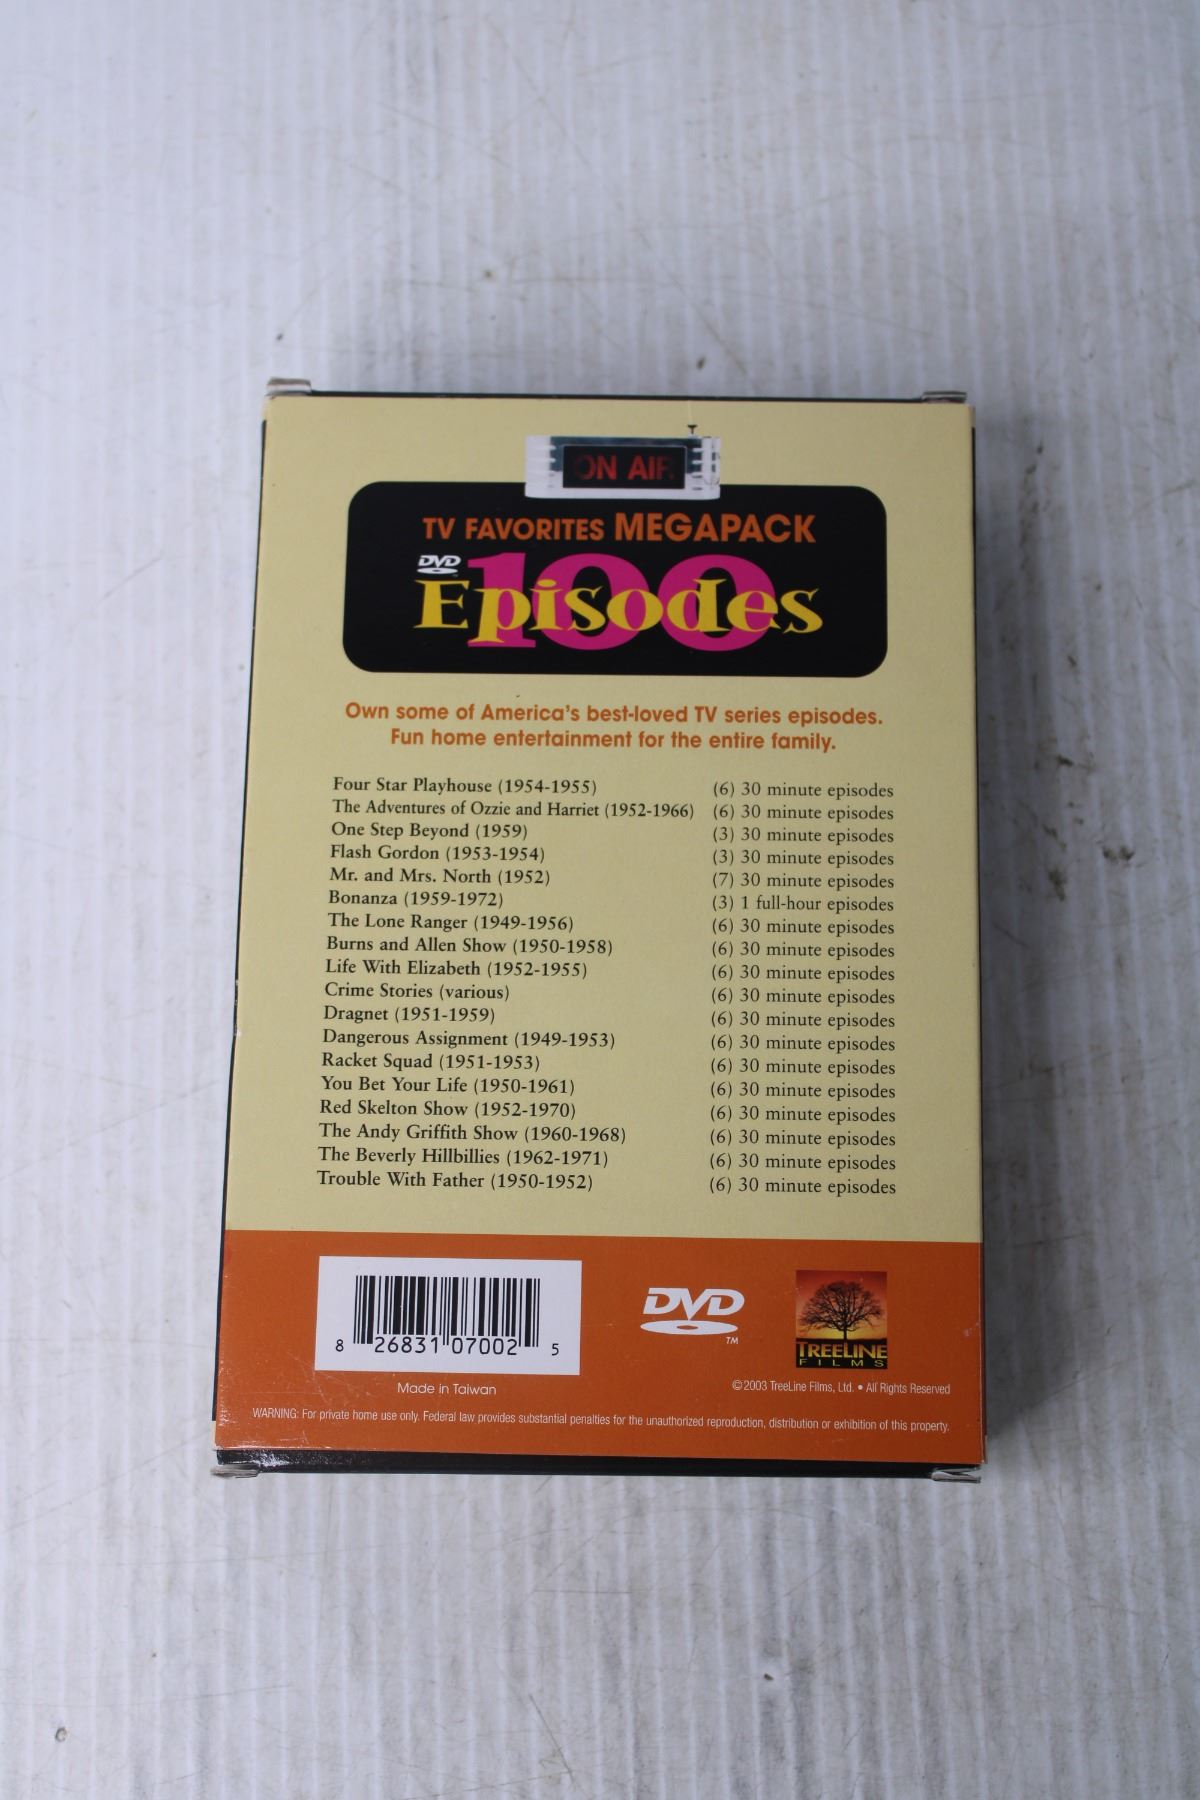 ON AIR
TV FAVORITES MEGAPACK
DVD
100
Episodes
Own some of America's best-loved TV series episodes.
Fun home entertainment for the entire family.
Four Star Playhouse (1954-1955) (6) 30 minute episodes
The Adventures of Ozzie and Harriet (1952-1966) (6) 30 minute episodes
One Step Beyond (1959) (3) 30 minute episodes
Flash Gordon (1953-1954) (3) 30 minute episodes
Mr. and Mrs. North (1952) (7) 30 minute episodes
Bonanza (1959-1972) (3) 1 full-hour episodes
The Lone Ranger (1949-1956) (6) 30 minute episodes
Burns and Allen Show (1950-1958) (6) 30 minute episodes
Life With Elizabeth (1952-1955) (6) 30 minute episodes
Crime Stories (various) (6) 30 minute episodes
Dragnet (1951-1959) (6) 30 minute episodes
Dangerous Assignment (1949-1953) (6) 30 minute episodes
Racket Squad (1951-1953) (6) 30 minute episodes
You Bet Your Life (1950-1961) (6) 30 minute episodes
Red Skelton Show (1952-1970) (6) 30 minute episodes
The Andy Griffith Show (1960-1968) (6) 30 minute episodes
The Beverly Hillbillies (1962-1971) (6) 30 minute episodes
Trouble With Father (1950-1952) (6) 30 minute episodes
8 26831 07002 5
DVD
TM
TREELINE
FILMS
Made in Taiwan
©2003 TreeLine Films, Ltd. • All Rights Reserved
WARNING: For private home use only. Federal law provides substantial penalties for the unauthorized reproduction, distribution or exhibition of this property.